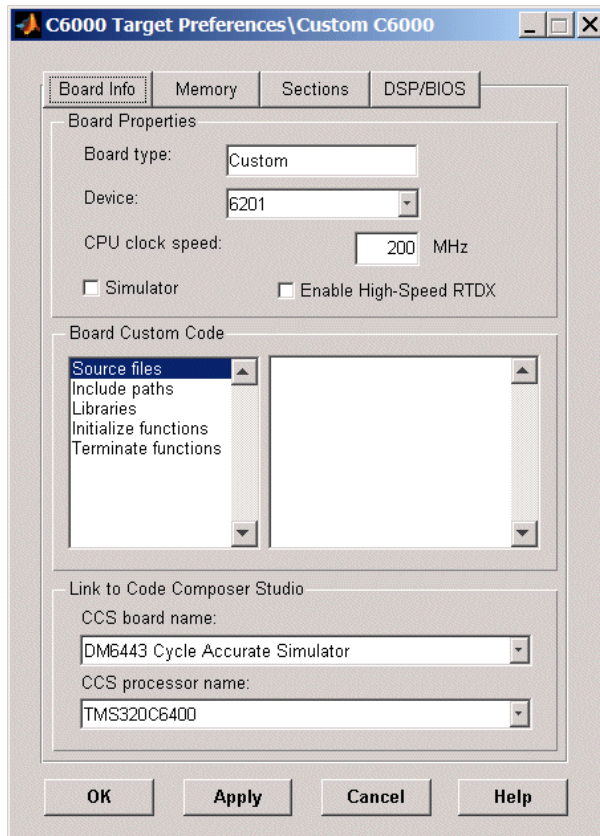 C6000 Target Preferences\Custom C6000
Board Info Memory Sections DSP/BIOS
Board Properties
Board type: Custom
Device: 6201
CPU clock speed: 200 MHz
Simulator Enable High-Speed RTDX
Board Custom Code
Source files
Include paths
Libraries
Initialize functions
Terminate functions
Link to Code Composer Studio
CCS board name:
DM6443 Cycle Accurate Simulator
CCS processor name:
TMS320C6400
OK Apply Cancel Help